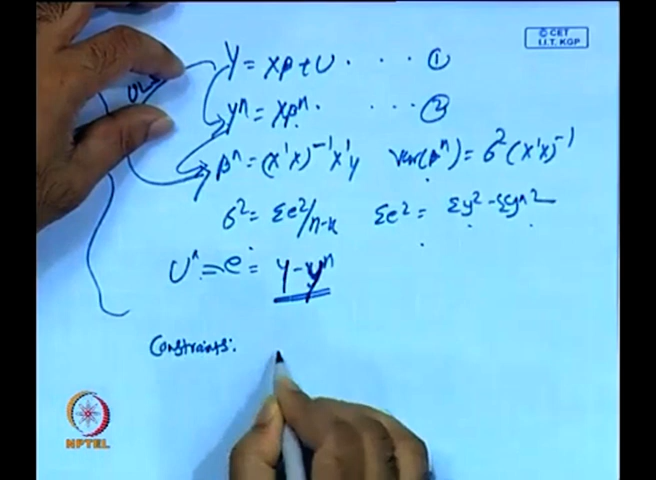 © CET
I.I.T. KGP
Y = Xβ + U . . . . ①
Y^ = Xβ^ . . . . ②
OLS
β^ = (X'X)⁻¹X'Y Var(β^) = σ²(X'X)⁻¹
σ² = Σe²/n-k Σe² = Σy² - Σy^²
U^ = e = Y - Y^
Constraints:
NPTEL